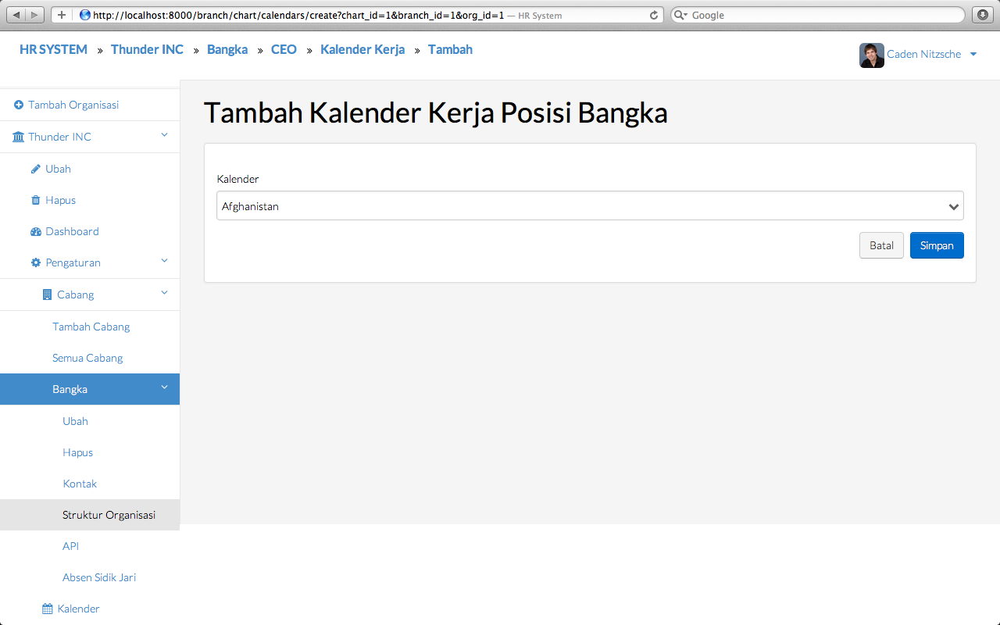 http://localhost:8000/branch/chart/calendars/create?chart_id=1&branch_id=1&org_id=1 — HR System
Google
HR SYSTEM » Thunder INC » Bangka » CEO » Kalender Kerja » Tambah
Caden Nitzsche
Tambah Organisasi
Thunder INC
Ubah
Hapus
Dashboard
Pengaturan
Cabang
Tambah Cabang
Semua Cabang
Bangka
Ubah
Hapus
Kontak
Struktur Organisasi
API
Absen Sidik Jari
Kalender
Tambah Kalender Kerja Posisi Bangka
Kalender
Afghanistan
Batal
Simpan